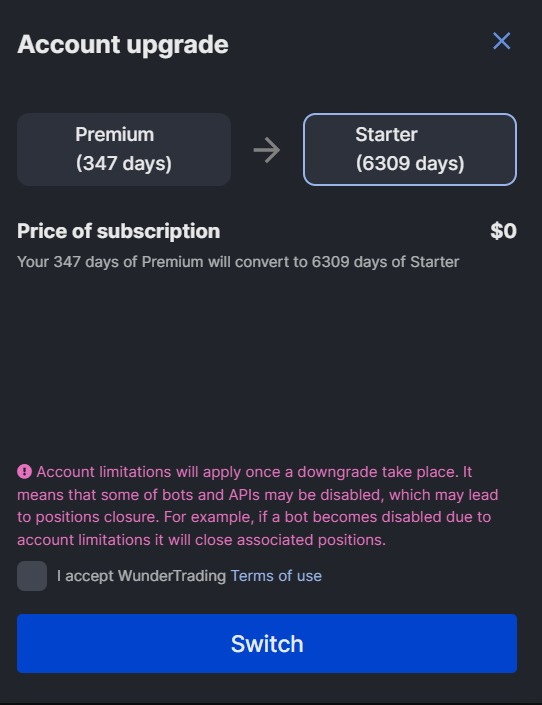 Account upgrade
Premium
(347 days)
Starter
(6309 days)
Price of subscription $0
Your 347 days of Premium will convert to 6309 days of Starter
Account limitations will apply once a downgrade take place. It
means that some of bots and APIs may be disabled, which may lead
to positions closure. For example, if a bot becomes disabled due to
account limitations it will close associated positions.
I accept WunderTrading Terms of use
Switch